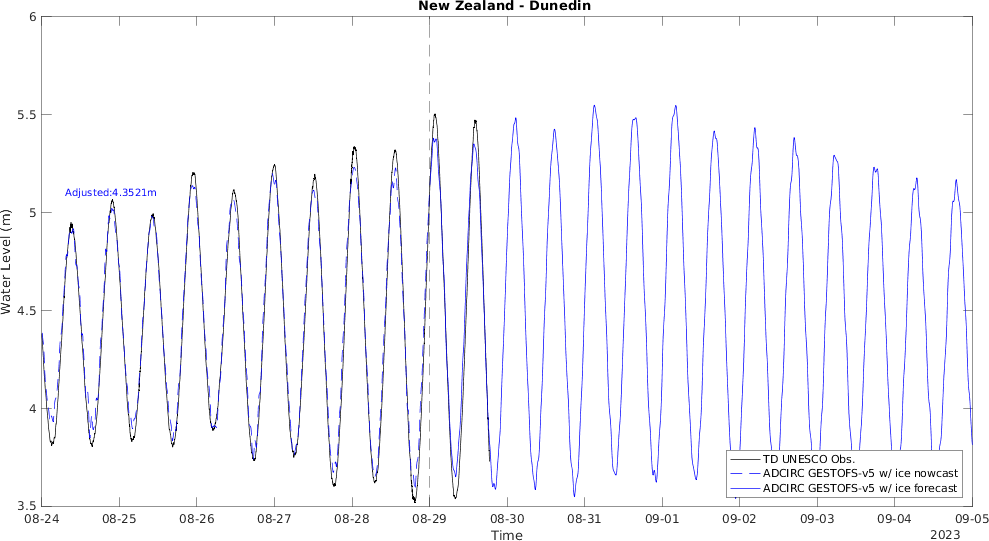 New Zealand - Dunedin
6
5.5
5
4.5
4
3.5
Water Level (m)
Adjusted:4.3521m
TD UNESCO Obs.
ADCIRC GESTOFS-v5 w/ ice nowcast
ADCIRC GESTOFS-v5 w/ ice forecast
08-24 08-25 08-26 08-27 08-28 08-29 08-30 08-31 09-01 09-02 09-03 09-04 09-05
Time
2023